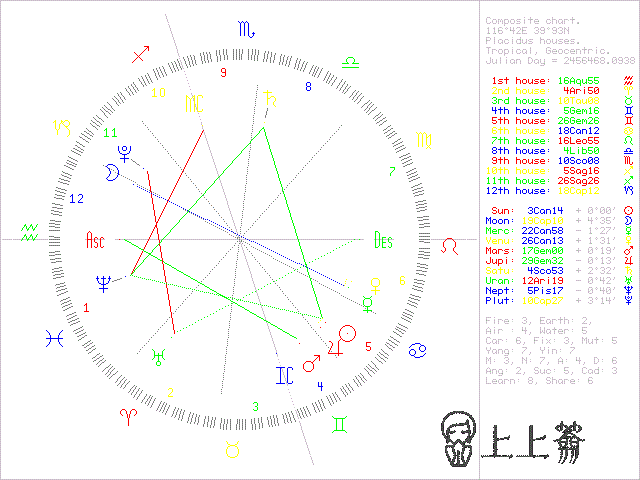 Composite chart.
116°42E 39°93N
Placidus houses.
Tropical, Geocentric.
Julian Day = 2456468.0938
1st house: 16Aqu55
2nd house: 4Ari50
3rd house: 10Tau08
4th house: 5Gem16
5th house: 26Gem26
6th house: 18Can12
7th house: 16Leo55
8th house: 4Lib50
9th house: 10Sco08
10th house: 5Sag16
11th house: 26Sag26
12th house: 18Cap12
Sun: 3Can14 + 0°00'
Moon: 19Cap10 + 4°35'
Merc: 22Can58 - 1°27'
Venu: 26Can13 + 1°31'
Mars: 17Gem00 + 0°19'
Jupi: 29Gem32 - 0°13'
Satu: 4Sco53 + 2°32'
Uran: 12Ari19 - 0°42'
Nept: 5Pis17 - 0°40'
Plut: 10Cap27 + 3°14'
Fire: 3, Earth: 2,
Air : 4, Water: 5
Car: 6, Fix: 3, Mut: 5
Yang: 7, Yin: 7
M: 3, N: 7, A: 4, D: 6
Ang: 2, Suc: 5, Cad: 3
Learn: 8, Share: 6
9
8
10
MC
11
7
12
Asc
Des
6
1
5
IC
4
2
3
上上籤